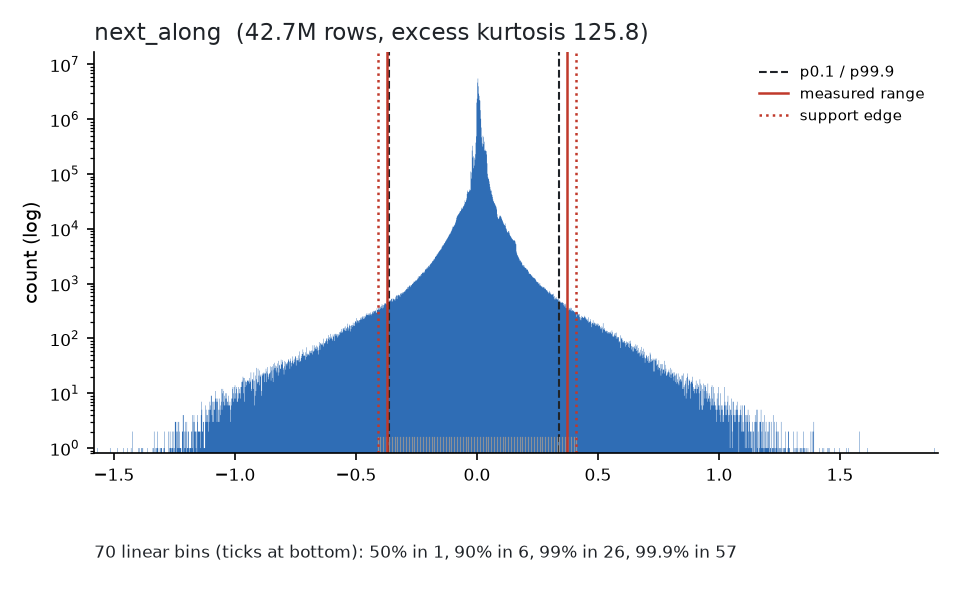 next_along  (42.7M rows, excess kurtosis 125.8)
p0.1 / p99.9
measured range
support edge
count (log)
10⁷
10⁶
10⁵
10⁴
10³
10²
10¹
10⁰
−1.5
−1.0
−0.5
0.0
0.5
1.0
1.5
70 linear bins (ticks at bottom): 50% in 1, 90% in 6, 99% in 26, 99.9% in 57